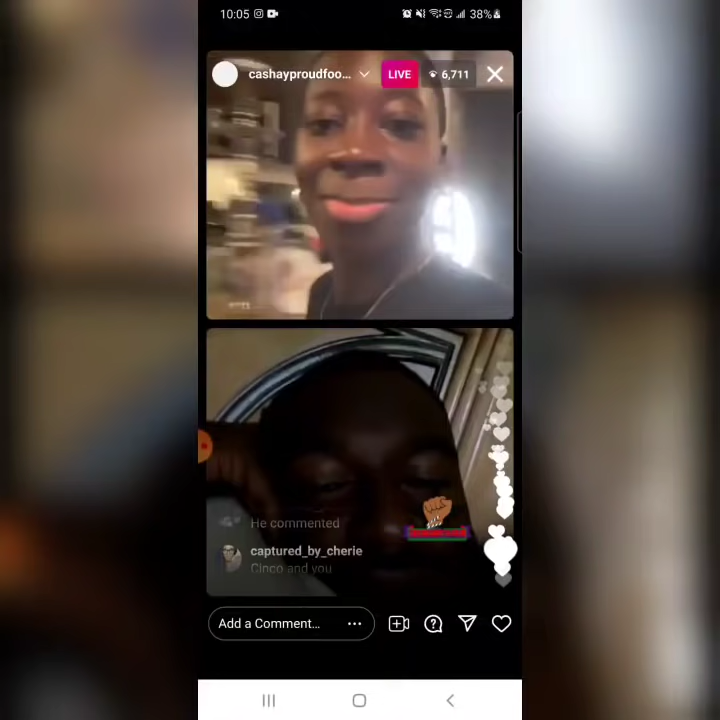 10:05
38%
cashayproudfoo...
LIVE
6,711
He commented
captured_by_cherie
Cinco and you
Add a Comment...